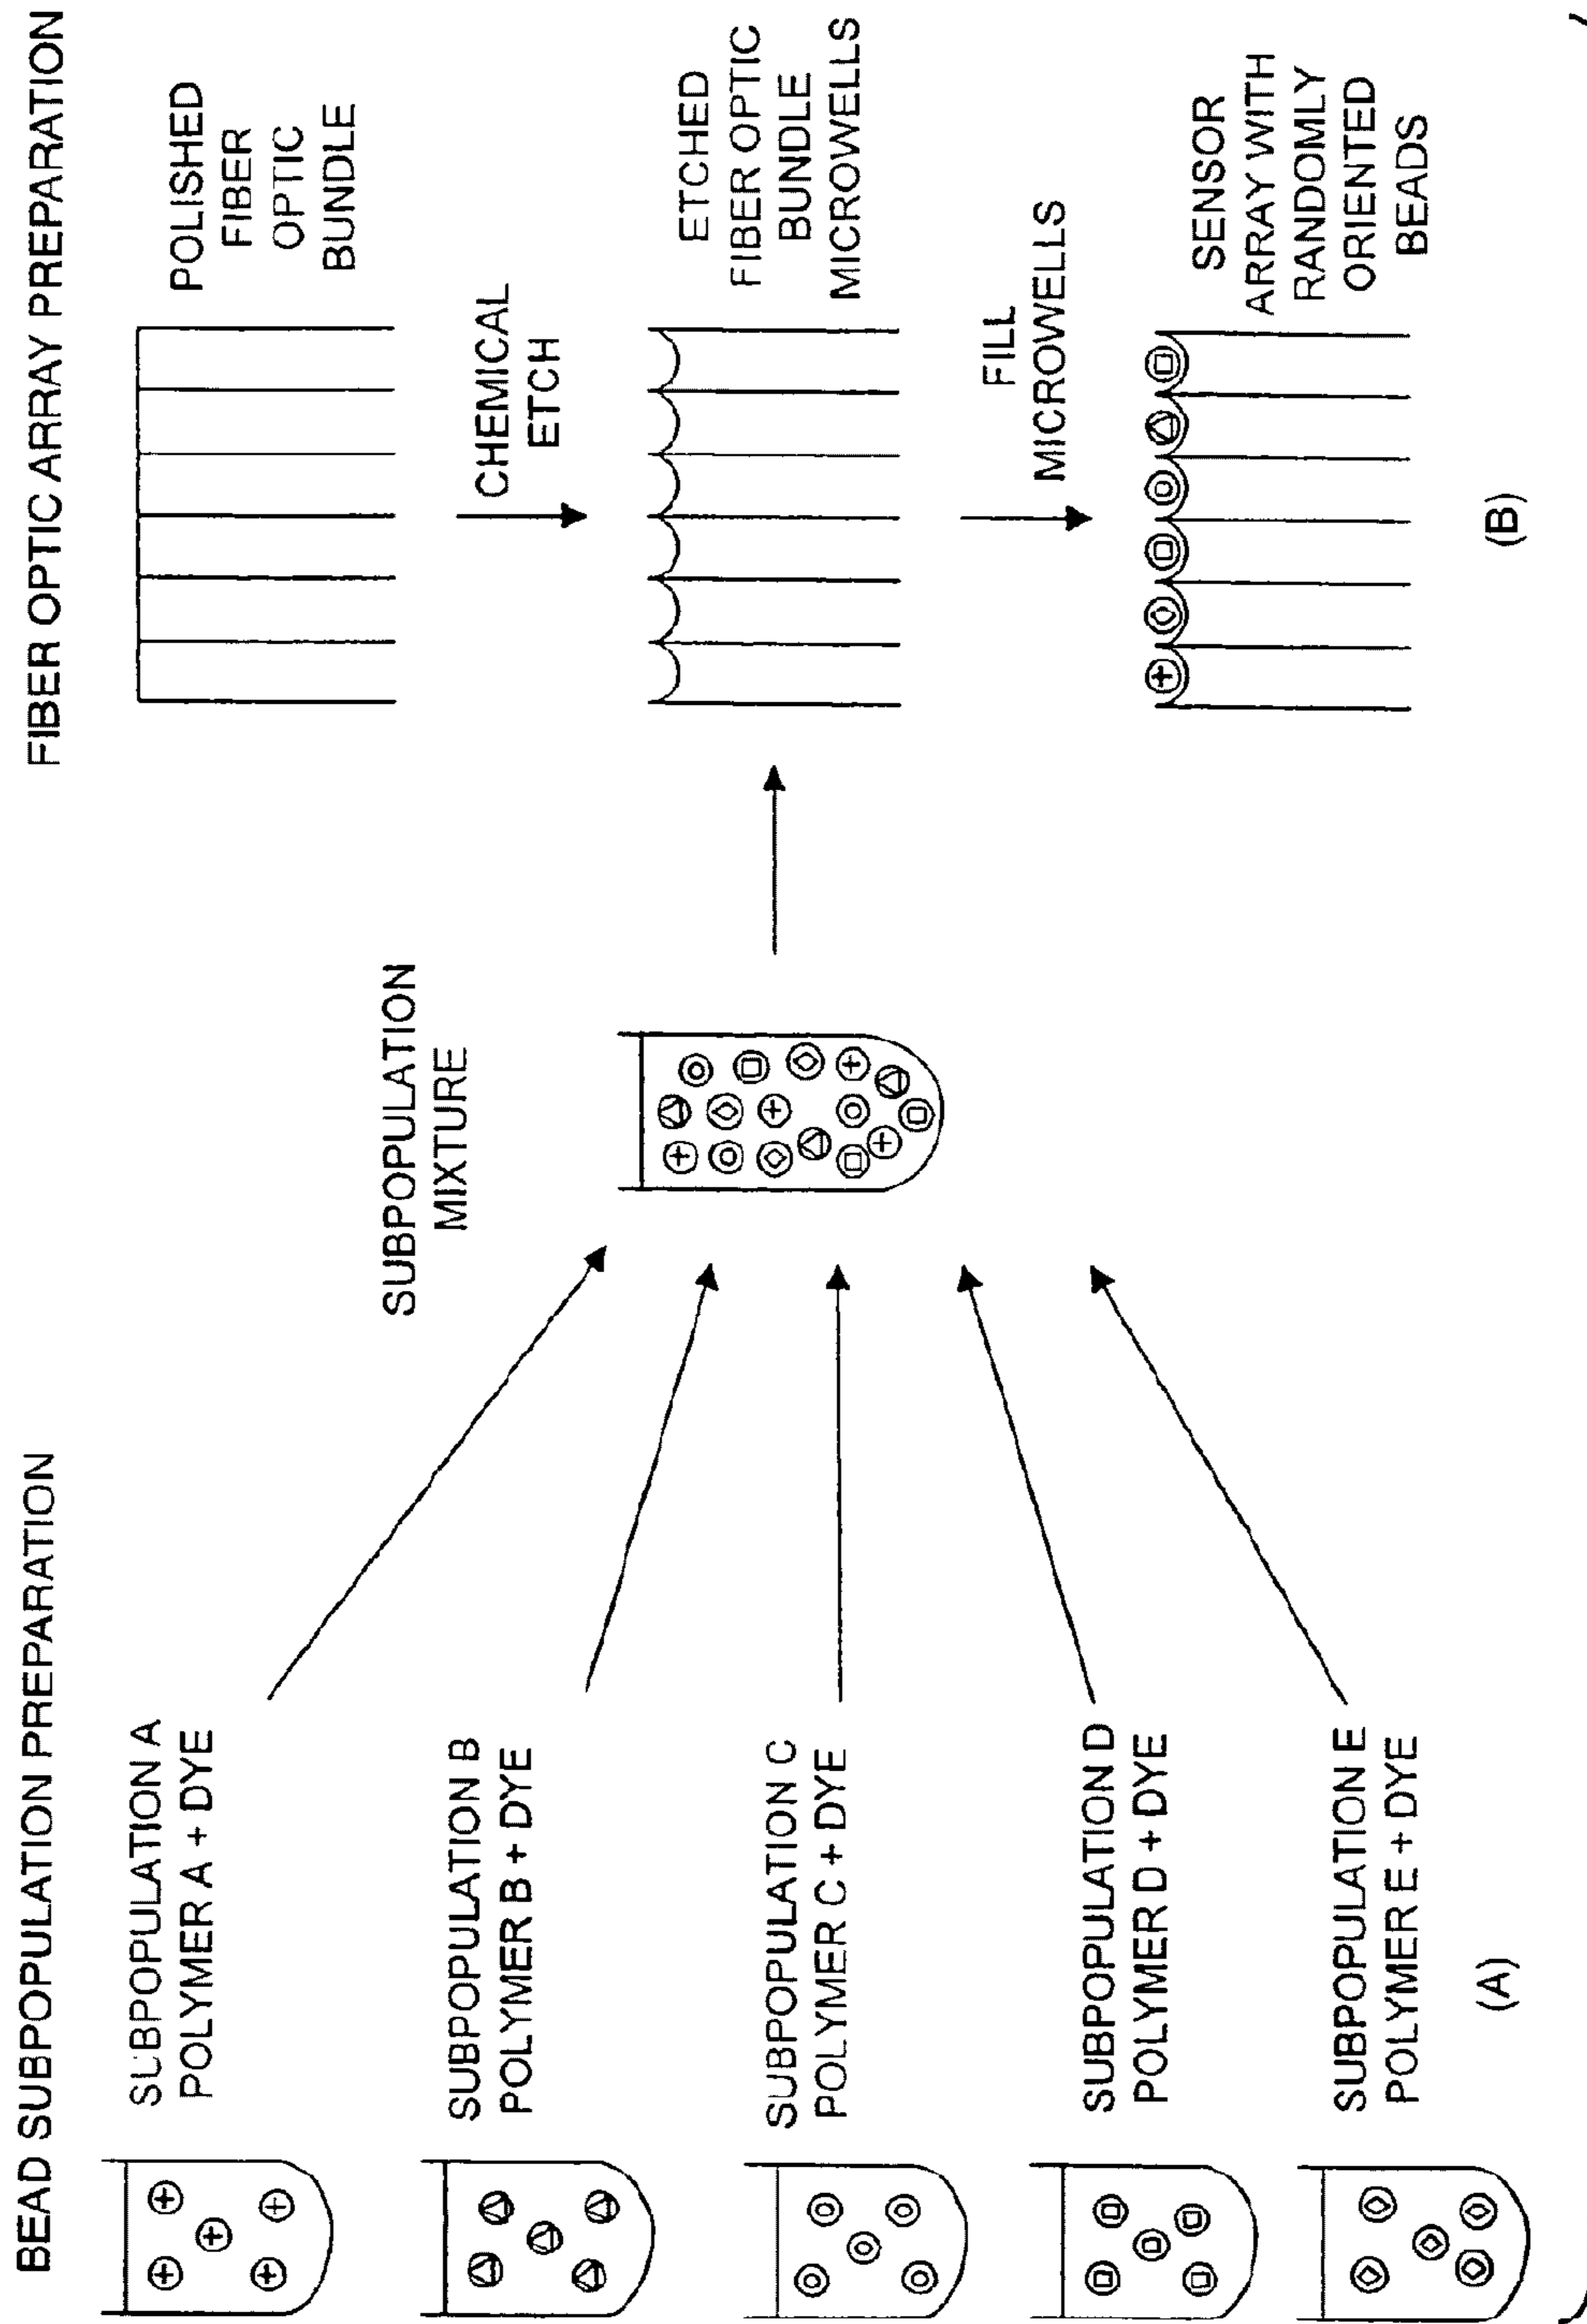 BEAD SUBPOPULATION PREPARATION
SUBPOPULATION A
POLYMER A + DYE
SUBPOPULATION B
POLYMER B + DYE
SUBPOPULATION C
POLYMER C + DYE
SUBPOPULATION D
POLYMER D + DYE
SUBPOPULATION E
POLYMER E + DYE
(A)
SUBPOPULATION
MIXTURE
FIBER OPTIC ARRAY PREPARATION
POLISHED
FIBER
OPTIC
BUNDLE
CHEMICAL
ETCH
ETCHED
FIBER OPTIC
BUNDLE
MICROWELLS
FILL
MICROWELLS
SENSOR
ARRAY WITH
RANDOMLY
ORIENTED
BEADS
(B)